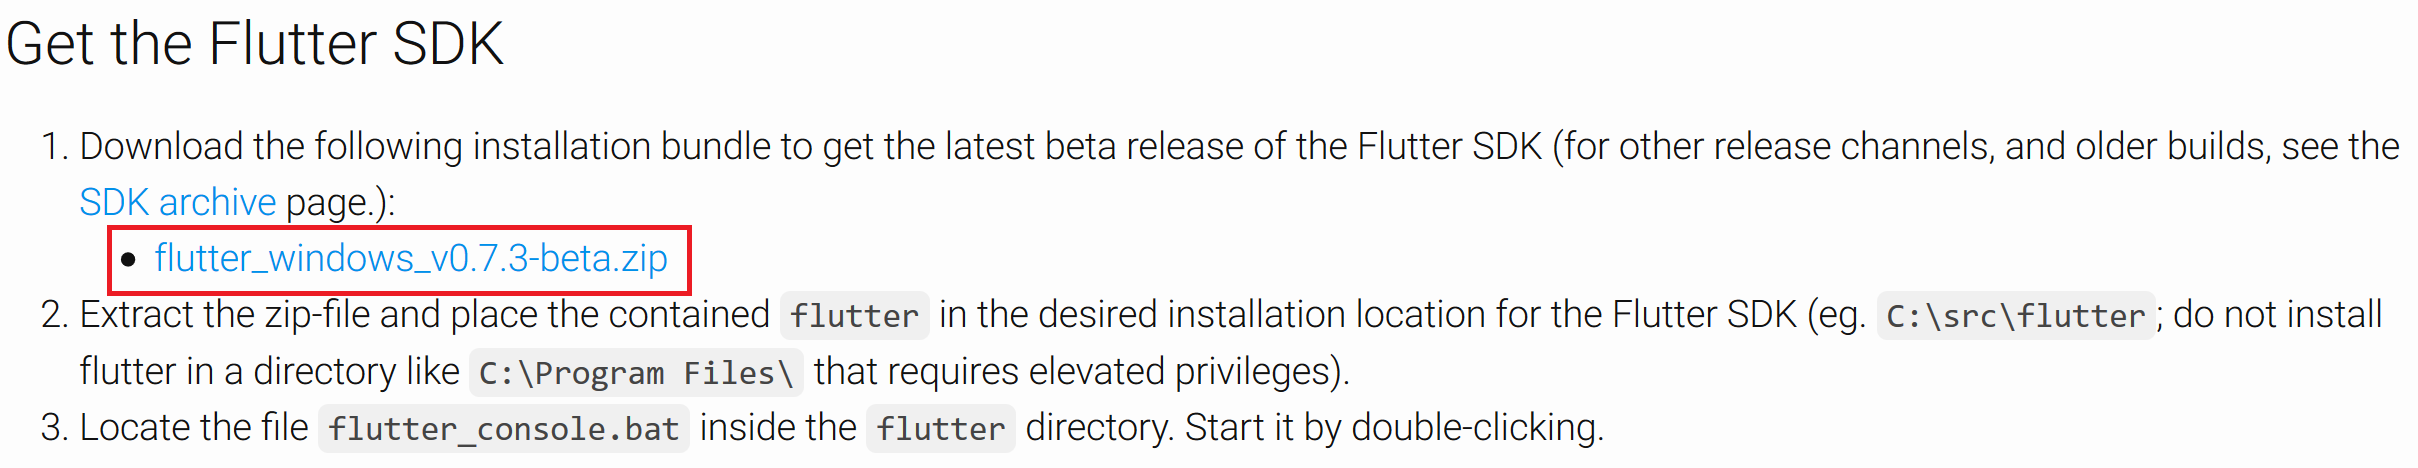 Get the Flutter SDK
1. Download the following installation bundle to get the latest beta release of the Flutter SDK (for other release channels, and older builds, see the
SDK archive page.):
• flutter_windows_v0.7.3-beta.zip
2. Extract the zip-file and place the contained flutter in the desired installation location for the Flutter SDK (eg. C:\src\flutter; do not install
flutter in a directory like C:\Program Files\ that requires elevated privileges).
3. Locate the file flutter_console.bat inside the flutter directory. Start it by double-clicking.